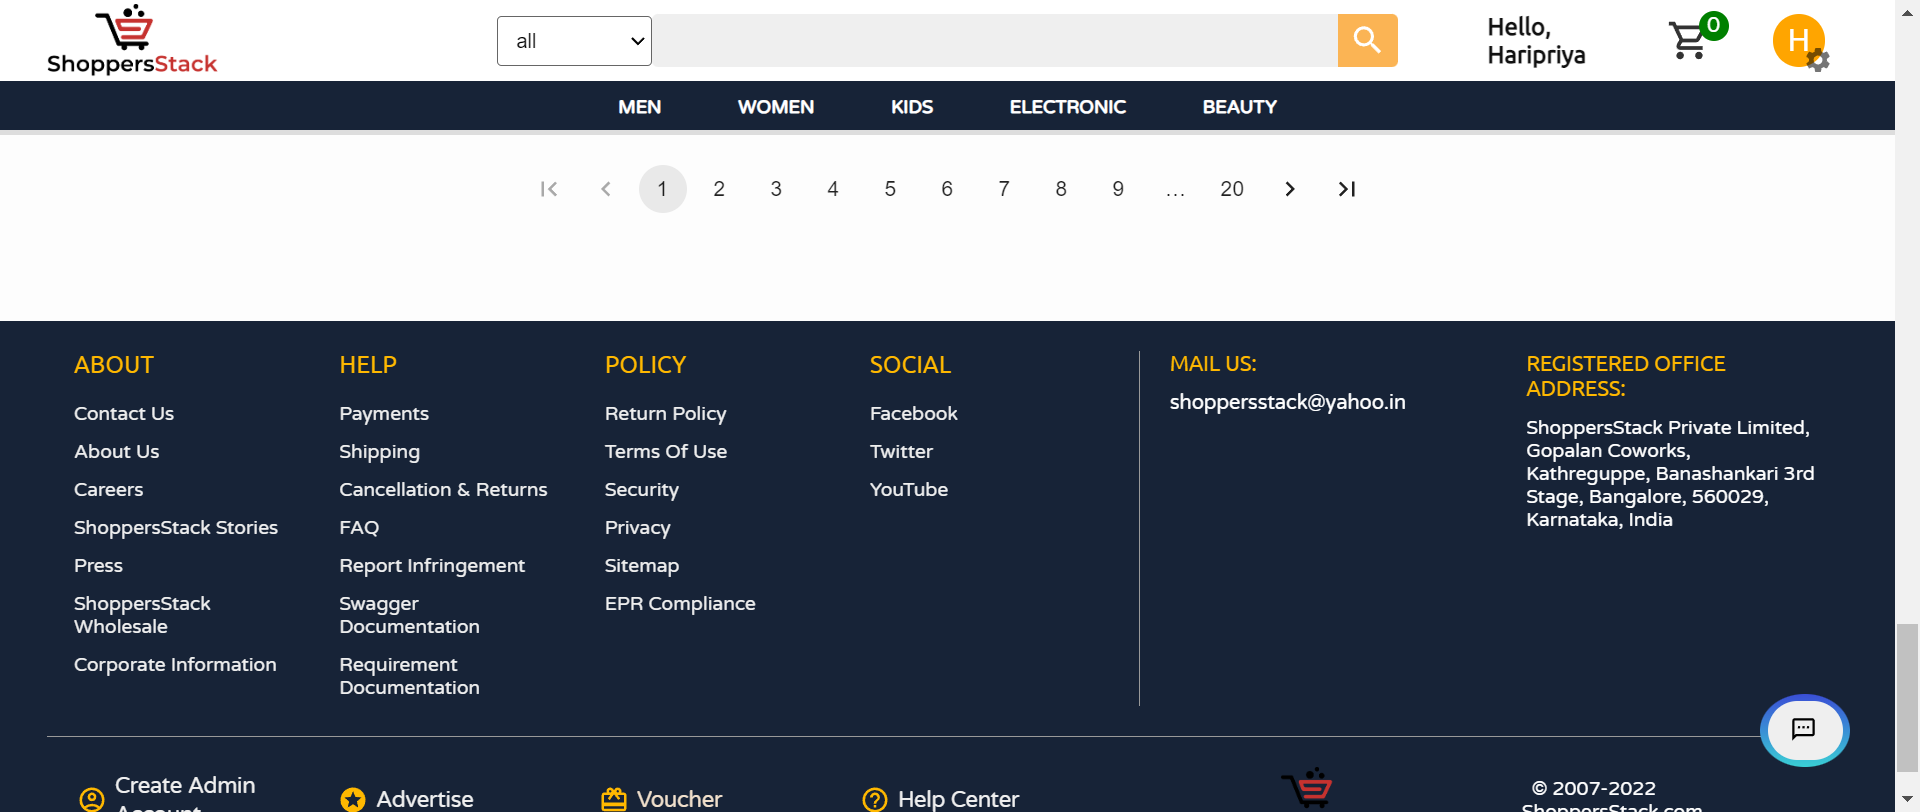 ShoppersStack
all
Hello,
Haripriya
0
H
MEN WOMEN KIDS ELECTRONIC BEAUTY
1 2 3 4 5 6 7 8 9 ... 20
ABOUT
Contact Us
About Us
Careers
ShoppersStack Stories
Press
ShoppersStack
Wholesale
Corporate Information
HELP
Payments
Shipping
Cancellation & Returns
FAQ
Report Infringement
Swagger
Documentation
Requirement
Documentation
POLICY
Return Policy
Terms Of Use
Security
Privacy
Sitemap
EPR Compliance
SOCIAL
Facebook
Twitter
YouTube
MAIL US:
shoppersstack@yahoo.in
REGISTERED OFFICE
ADDRESS:
ShoppersStack Private Limited,
Gopalan Coworks,
Kathreguppe, Banashankari 3rd
Stage, Bangalore, 560029,
Karnataka, India
Create Admin
Account
Advertise
Voucher
Help Center
© 2007-2022
ShoppersStack.com